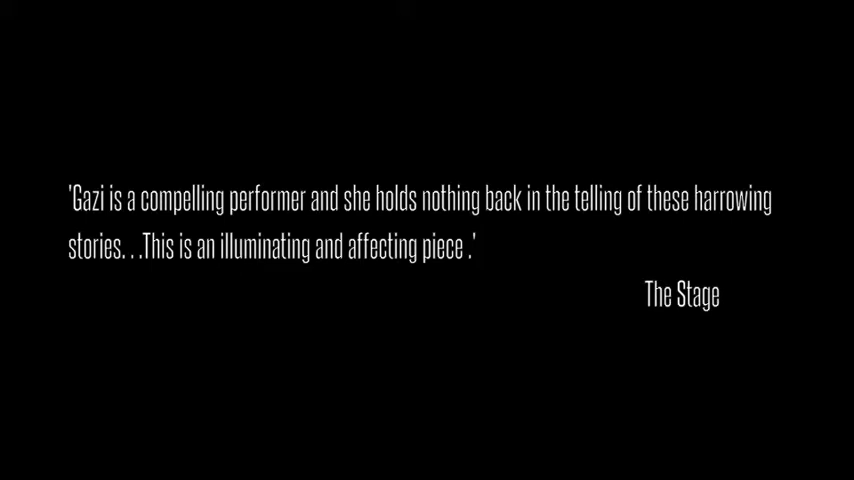 'Gazi is a compelling performer and she holds nothing back in the telling of these harrowing
stories. . .This is an illuminating and affecting piece .'
The Stage